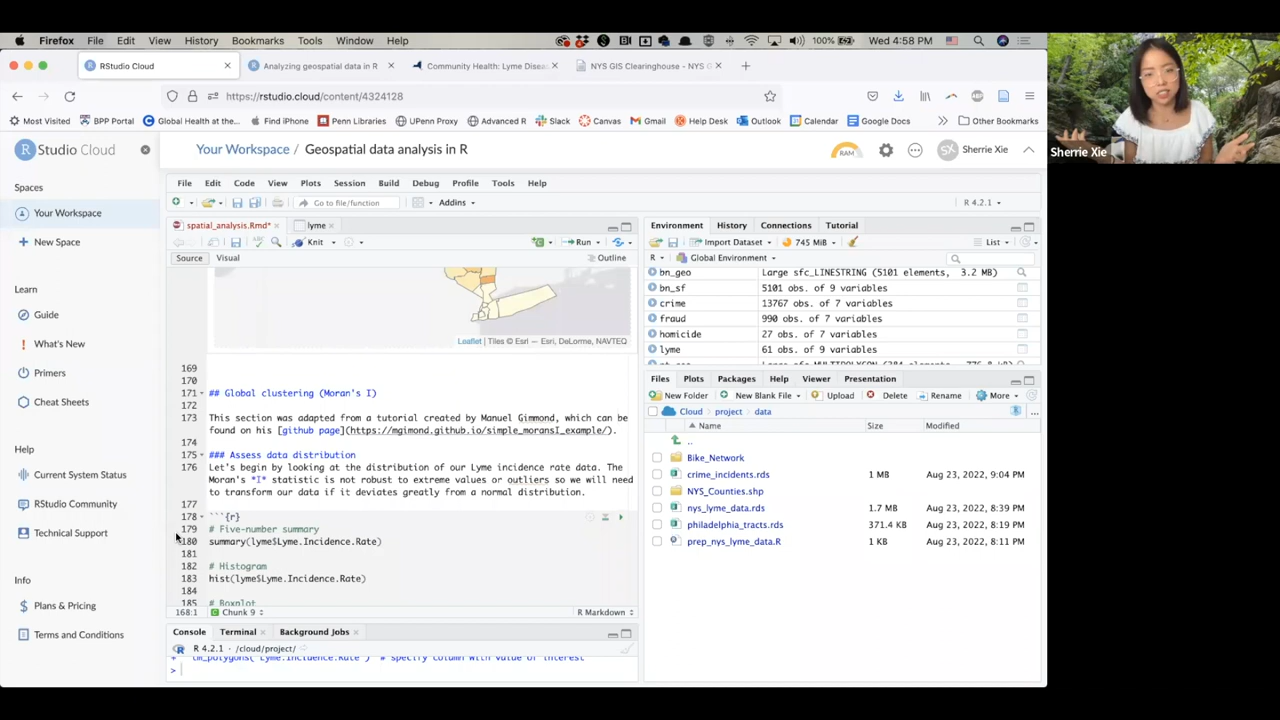 Firefox File Edit View History Bookmarks Tools Window Help 100% Wed 4:58 PM
RStudio Cloud Analyzing geospatial data in R Community Health: Lyme Disea NYS GIS Clearinghouse - NYS G
https://rstudio.cloud/content/4324128
Most Visited BPP Portal Global Health at the... Find iPhone Penn Libraries UPenn Proxy Advanced R Slack Canvas Gmail Help Desk Outlook Calendar Google Docs Other Bookmarks
R Studio Cloud Your Workspace / Geospatial data analysis in R RAM SX Sherrie Xie
Sherrie Xie
Spaces
Your Workspace
New Space
Learn
Guide
What's New
Primers
Cheat Sheets
Help
Current System Status
RStudio Community
Technical Support
Info
Plans & Pricing
Terms and Conditions
File Edit Code View Plots Session Build Debug Profile Tools Help
Go to file/function Addins R 4.2.1
spatial_analysis.Rmd* lyme
Knit Run
Source Visual Outline
Leaflet | Tiles © Esri — Esri, DeLorme, NAVTEQ
169
170
171 ## Global clustering (Moran's I)
172
173 This section was adapted from a tutorial created by Manuel Gimmond, which can be
found on his [github page](https://mgimond.github.io/simple_moransI_example/).
174
175 ### Assess data distribution
176 Let's begin by looking at the distribution of our Lyme incidence rate data. The
Moran's *I* statistic is not robust to extreme values or outliers so we will need
to transform our data if it deviates greatly from a normal distribution.
177
178 ```{r}
179 # Five-number summary
180 summary(lyme$Lyme.Incidence.Rate)
181
182 # Histogram
183 hist(lyme$Lyme.Incidence.Rate)
184
185 # Boxplot
168:1 Chunk 9 R Markdown
Console Terminal Background Jobs
R 4.2.1 · /cloud/project/
+ tm_polygons("Lyme.Incidence.Rate") # specify column with value of interest
>
Environment History Connections Tutorial
Import Dataset 745 MiB List
R Global Environment
bn_geo Large sfc_LINESTRING (5101 elements, 3.2 MB)
bn_sf 5101 obs. of 9 variables
crime 13767 obs. of 7 variables
fraud 990 obs. of 7 variables
homicide 27 obs. of 7 variables
lyme 61 obs. of 9 variables
Files Plots Packages Help Viewer Presentation
New Folder New Blank File Upload Delete Rename More
Cloud project data
Name Size Modified
..
Bike_Network
crime_incidents.rds 1 MB Aug 23, 2022, 9:04 PM
NYS_Counties.shp
nys_lyme_data.rds 1.7 MB Aug 23, 2022, 8:39 PM
philadelphia_tracts.rds 371.4 KB Aug 23, 2022, 8:19 PM
prep_nys_lyme_data.R 1 KB Aug 23, 2022, 8:11 PM